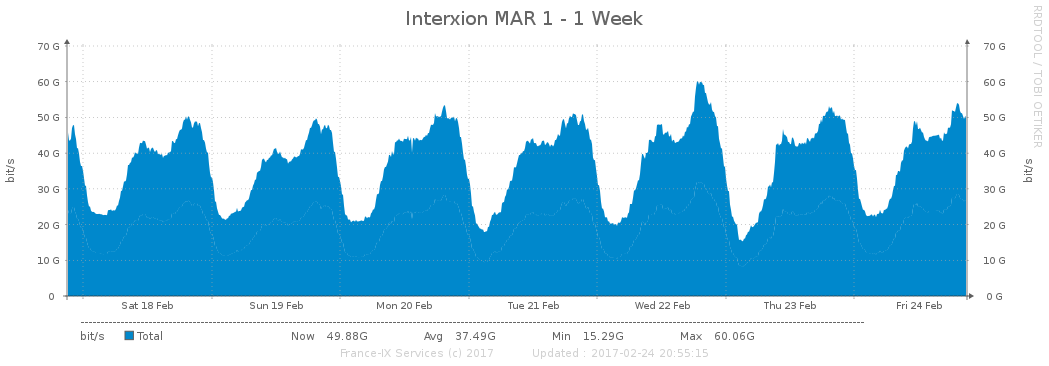 Interxion MAR 1 - 1 Week
RRDTOOL / TOBI OETIKER
70 G 70 G
60 G 60 G
50 G 50 G
40 G 40 G
30 G 30 G
20 G 20 G
10 G 10 G
0 0 G
bit/s bit/s
Sat 18 Feb Sun 19 Feb Mon 20 Feb Tue 21 Feb Wed 22 Feb Thu 23 Feb Fri 24 Feb
bit/s Total Now 49.88G Avg 37.49G Min 15.29G Max 60.06G
France-IX Services (c) 2017 Updated : 2017-02-24 20:55:15